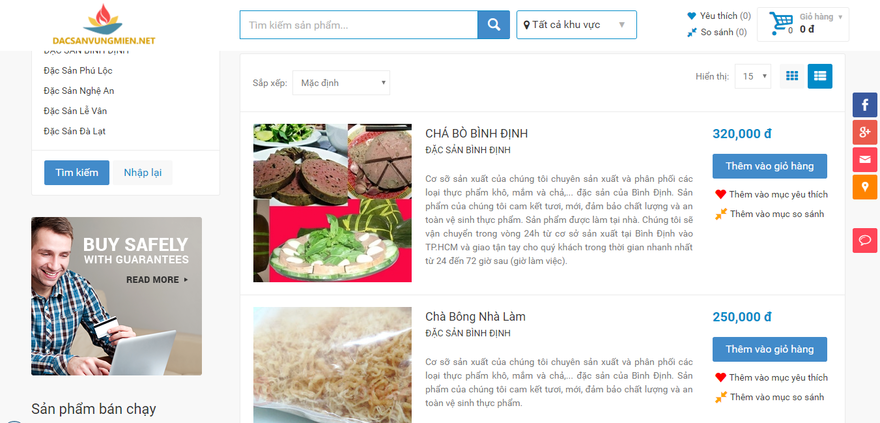 DACSANVUNGMIEN.NET
Tìm kiếm sản phẩm...
Tất cả khu vực
Yêu thích (0)
So sánh (0)
Giỏ hàng
0
0 đ
ĐẶC SẢN BÌNH ĐỊNH
Đặc Sản Phú Lộc
Đặc Sản Nghệ An
Đặc Sản Lễ Vân
Đặc Sản Đà Lạt
Tìm kiếm
Nhập lại
BUY SAFELY
WITH GUARANTEES
READ MORE
Sản phẩm bán chạy
Sắp xếp:
Mặc định
Hiển thị:
15
CHẢ BÒ BÌNH ĐỊNH
ĐẶC SẢN BÌNH ĐỊNH
Cơ sỡ sản xuất của chúng tôi chuyên sản xuất và phân phối các
loại thực phẩm khô, mắm và chả,... đặc sản của Bình Định. Sản
phẩm của chúng tôi cam kết tươi, mới, đảm bảo chất lượng và an
toàn vệ sinh thực phẩm. Sản phẩm được làm tại nhà. Chúng tôi sẽ
vận chuyển trong vòng 24h từ cơ sở sản xuất tại Bình Định vào
TP.HCM và giao tận tay cho quý khách trong thời gian nhanh nhất
từ 24 đến 72 giờ sau (giờ làm việc).
320,000 đ
Thêm vào giỏ hàng
Thêm vào mục yêu thích
Thêm vào mục so sánh
Chà Bông Nhà Làm
ĐẶC SẢN BÌNH ĐỊNH
Cơ sỡ sản xuất của chúng tôi chuyên sản xuất và phân phối các
loại thực phẩm khô, mắm và chả,... đặc sản của Bình Định. Sản
phẩm của chúng tôi cam kết tươi, mới, đảm bảo chất lượng và an
toàn vệ sinh thực phẩm.
250,000 đ
Thêm vào giỏ hàng
Thêm vào mục yêu thích
Thêm vào mục so sánh